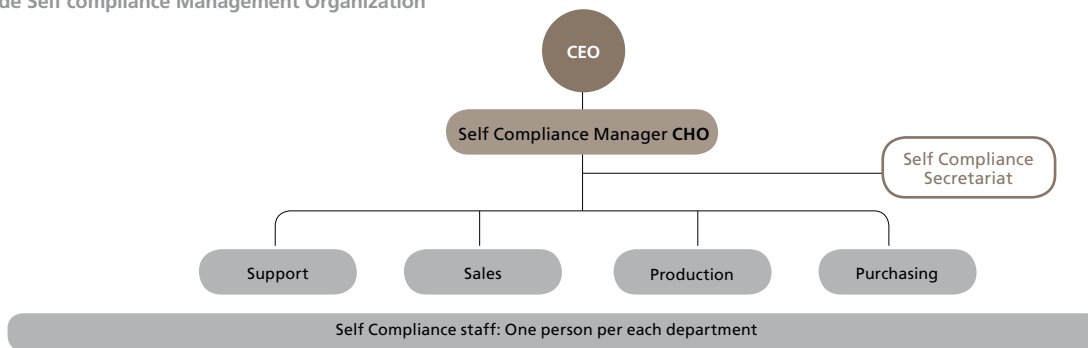 Self compliance Management Organization
CEO
Self Compliance Manager CHO
Self Compliance
Secretariat
Support
Sales
Production
Purchasing
Self Compliance staff: One person per each department